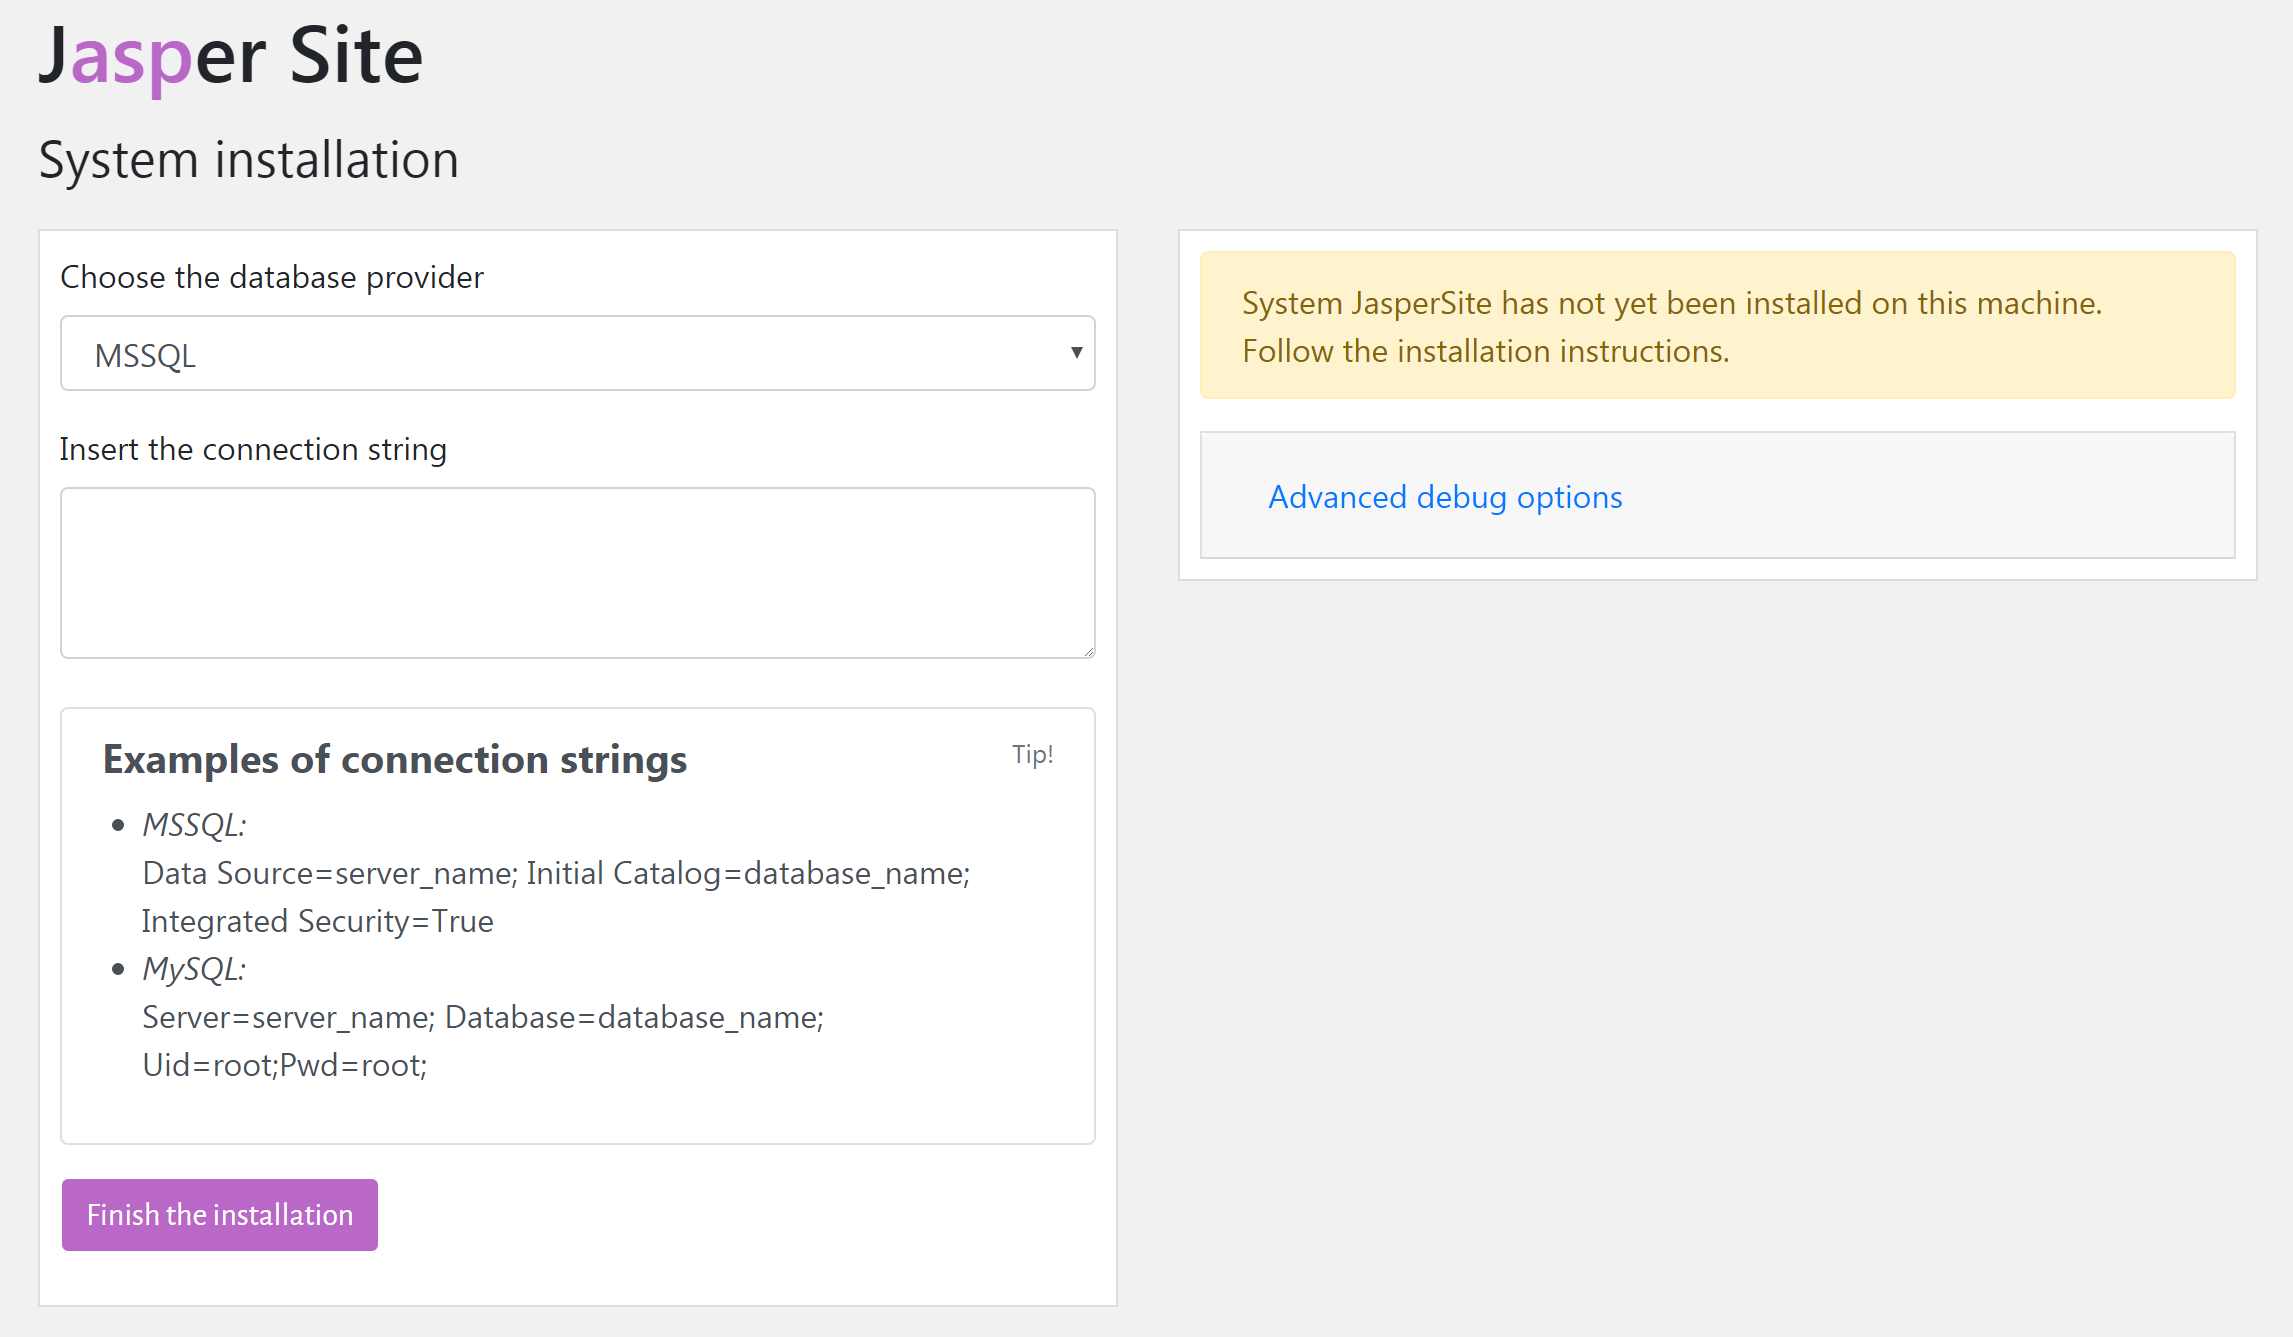 Jasper Site
System installation
Choose the database provider
MSSQL
Insert the connection string
Examples of connection strings
Tip!
MSSQL:
Data Source=server_name; Initial Catalog=database_name;
Integrated Security=True
MySQL:
Server=server_name; Database=database_name;
Uid=root;Pwd=root;
Finish the installation
System JasperSite has not yet been installed on this machine.
Follow the installation instructions.
Advanced debug options